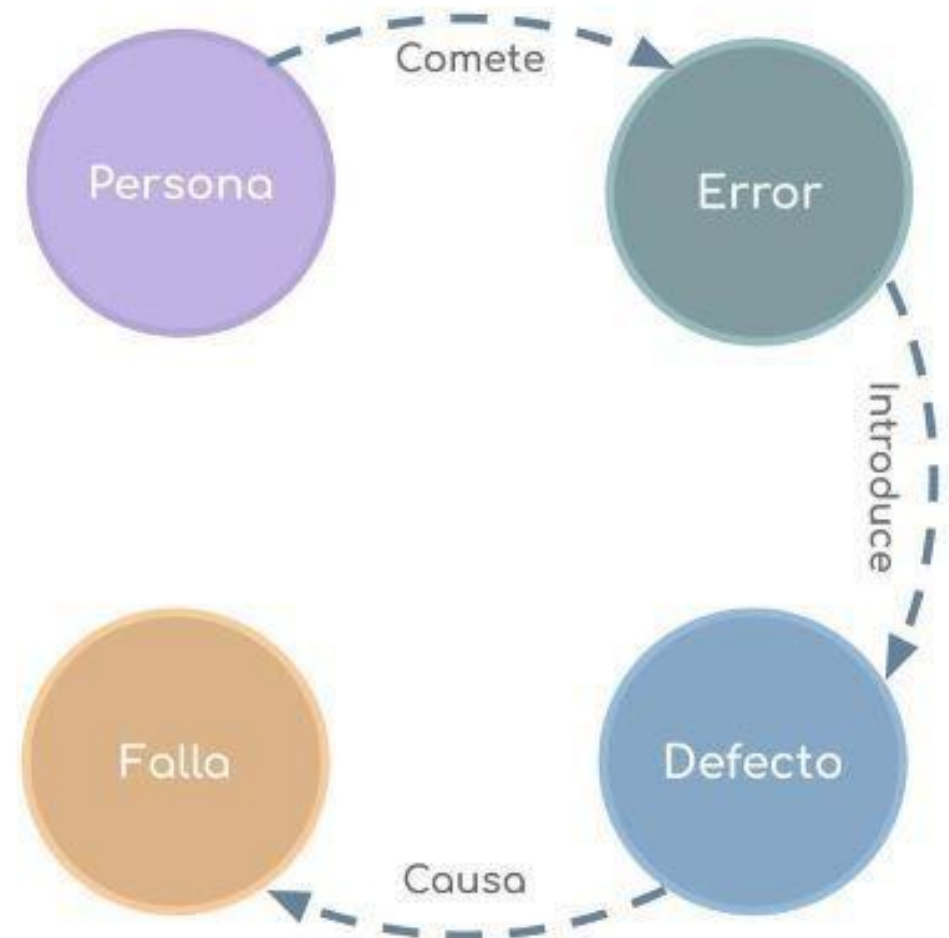 Comete
Persona
Error
Introduce
Falla
Defecto
Causa